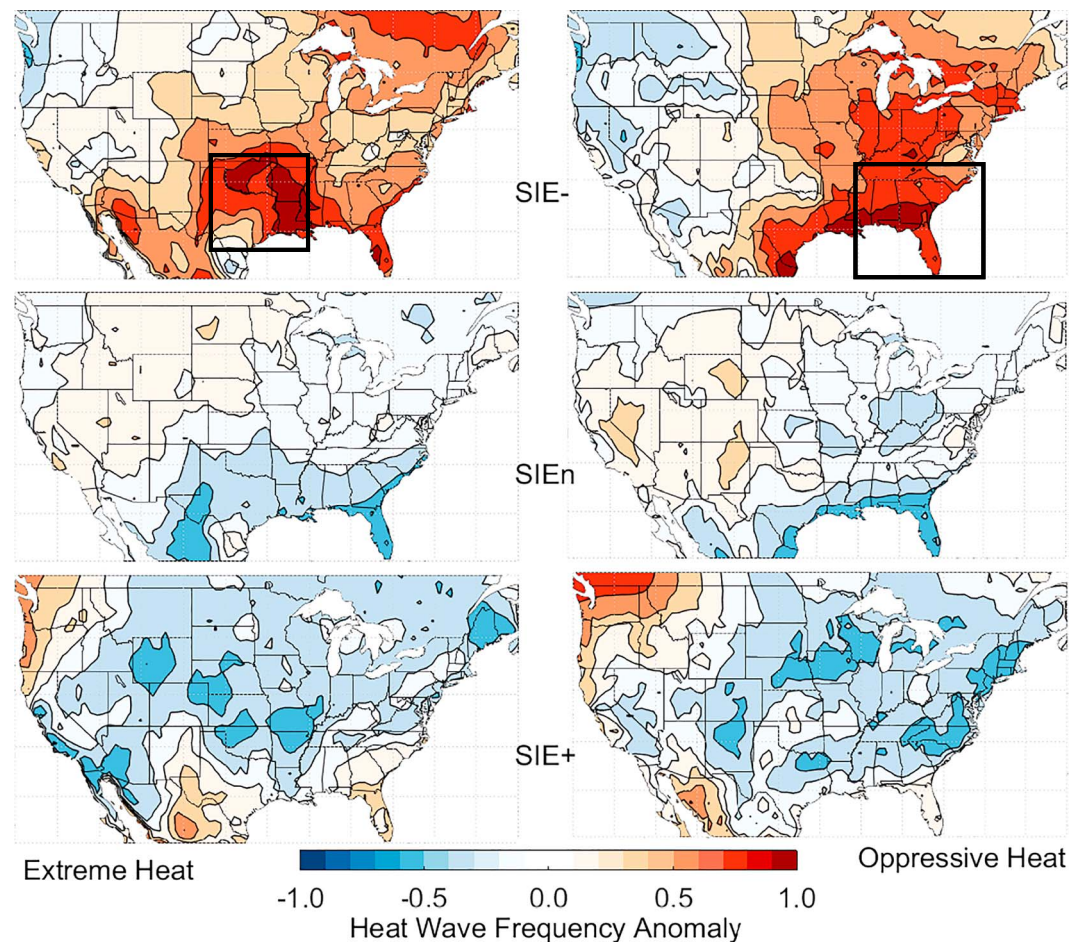 SIE-
SIEn
SIE+
Extreme Heat
Oppressive Heat
-1.0 -0.5 0.0 0.5 1.0
Heat Wave Frequency Anomaly